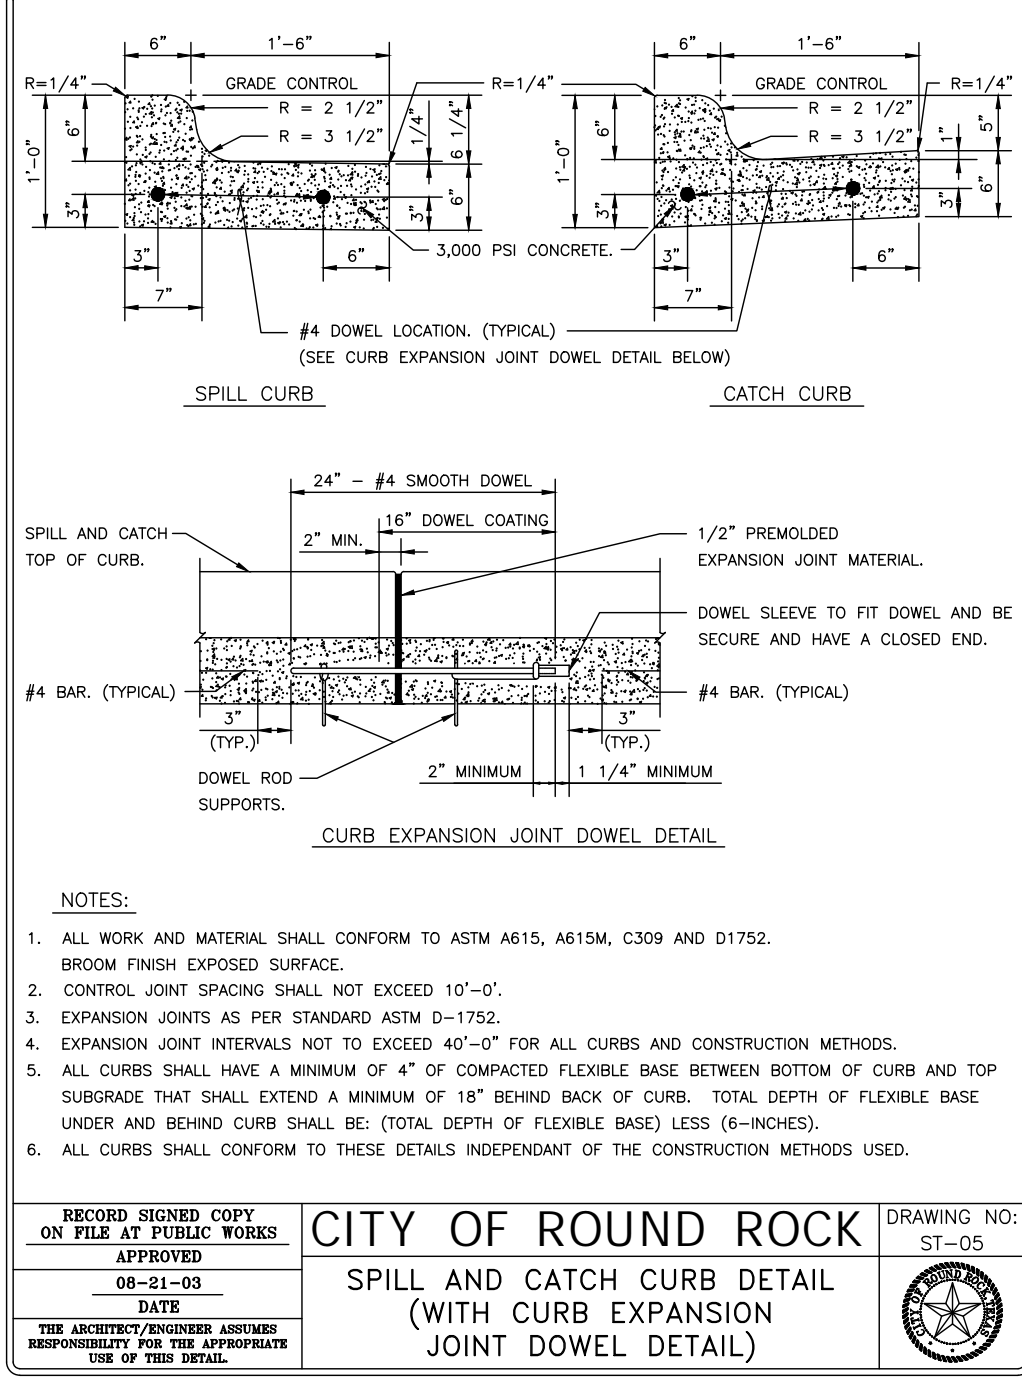 6” 1'−6” 6” 1'−6”
R=1/4” GRADE CONTROL R=1/4” GRADE CONTROL R=1/4”
R = 2 1/2” R = 2 1/2”
R = 3 1/2” R = 3 1/2”
1'−0” 6” 3” 1/4” 6 1/4” 3” 6” 1'−0” 6” 3” 1” 5” 3” 6”
3” 6” 3,000 PSI CONCRETE. 3” 6”
7” 7”
#4 DOWEL LOCATION. (TYPICAL)
(SEE CURB EXPANSION JOINT DOWEL DETAIL BELOW)
SPILL CURB CATCH CURB
24” − #4 SMOOTH DOWEL
16” DOWEL COATING
2” MIN.
SPILL AND CATCH
TOP OF CURB.
1/2” PREMOLDED
EXPANSION JOINT MATERIAL.
DOWEL SLEEVE TO FIT DOWEL AND BE
SECURE AND HAVE A CLOSED END.
#4 BAR. (TYPICAL) #4 BAR. (TYPICAL)
3” 3”
(TYP.) (TYP.)
DOWEL ROD
SUPPORTS.
2” MINIMUM 1 1/4” MINIMUM
CURB EXPANSION JOINT DOWEL DETAIL
NOTES:
1. ALL WORK AND MATERIAL SHALL CONFORM TO ASTM A615, A615M, C309 AND D1752.
BROOM FINISH EXPOSED SURFACE.
2. CONTROL JOINT SPACING SHALL NOT EXCEED 10'−0'.
3. EXPANSION JOINTS AS PER STANDARD ASTM D−1752.
4. EXPANSION JOINT INTERVALS NOT TO EXCEED 40'−0” FOR ALL CURBS AND CONSTRUCTION METHODS.
5. ALL CURBS SHALL HAVE A MINIMUM OF 4” OF COMPACTED FLEXIBLE BASE BETWEEN BOTTOM OF CURB AND TOP
SUBGRADE THAT SHALL EXTEND A MINIMUM OF 18” BEHIND BACK OF CURB. TOTAL DEPTH OF FLEXIBLE BASE
UNDER AND BEHIND CURB SHALL BE: (TOTAL DEPTH OF FLEXIBLE BASE) LESS (6−INCHES).
6. ALL CURBS SHALL CONFORM TO THESE DETAILS INDEPENDANT OF THE CONSTRUCTION METHODS USED.
RECORD SIGNED COPY
ON FILE AT PUBLIC WORKS
APPROVED
08−21−03
DATE
THE ARCHITECT/ENGINEER ASSUMES
RESPONSIBILITY FOR THE APPROPRIATE
USE OF THIS DETAIL.
CITY OF ROUND ROCK
SPILL AND CATCH CURB DETAIL
(WITH CURB EXPANSION
JOINT DOWEL DETAIL)
DRAWING NO:
ST−05
CITY OF ROUND ROCK, TEXAS